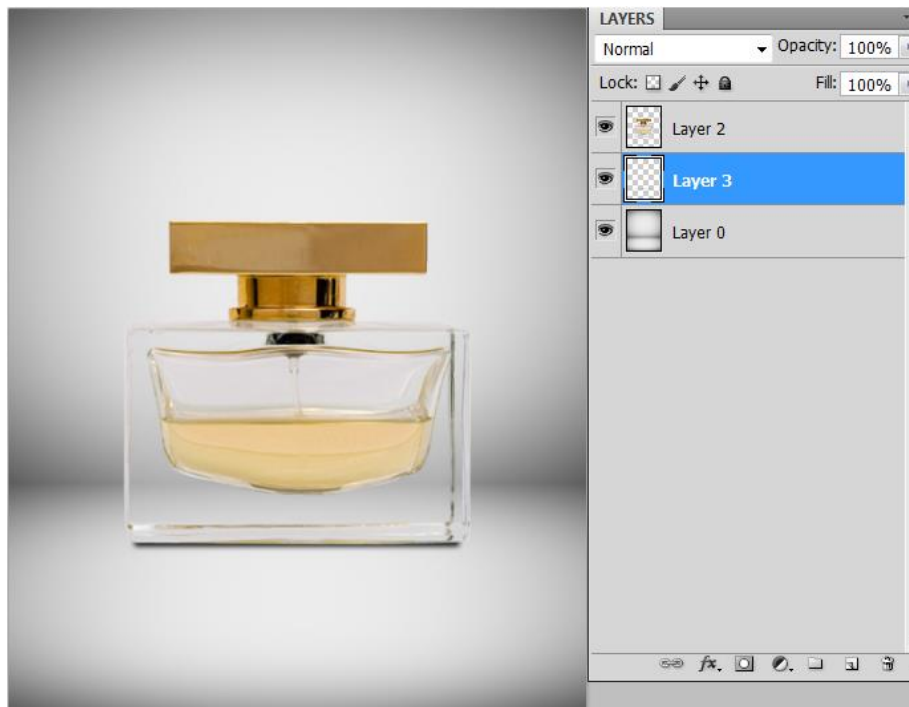 LAYERS
Normal Opacity: 100%
Lock: Fill: 100%
Layer 2
Layer 3
Layer 0
fx.